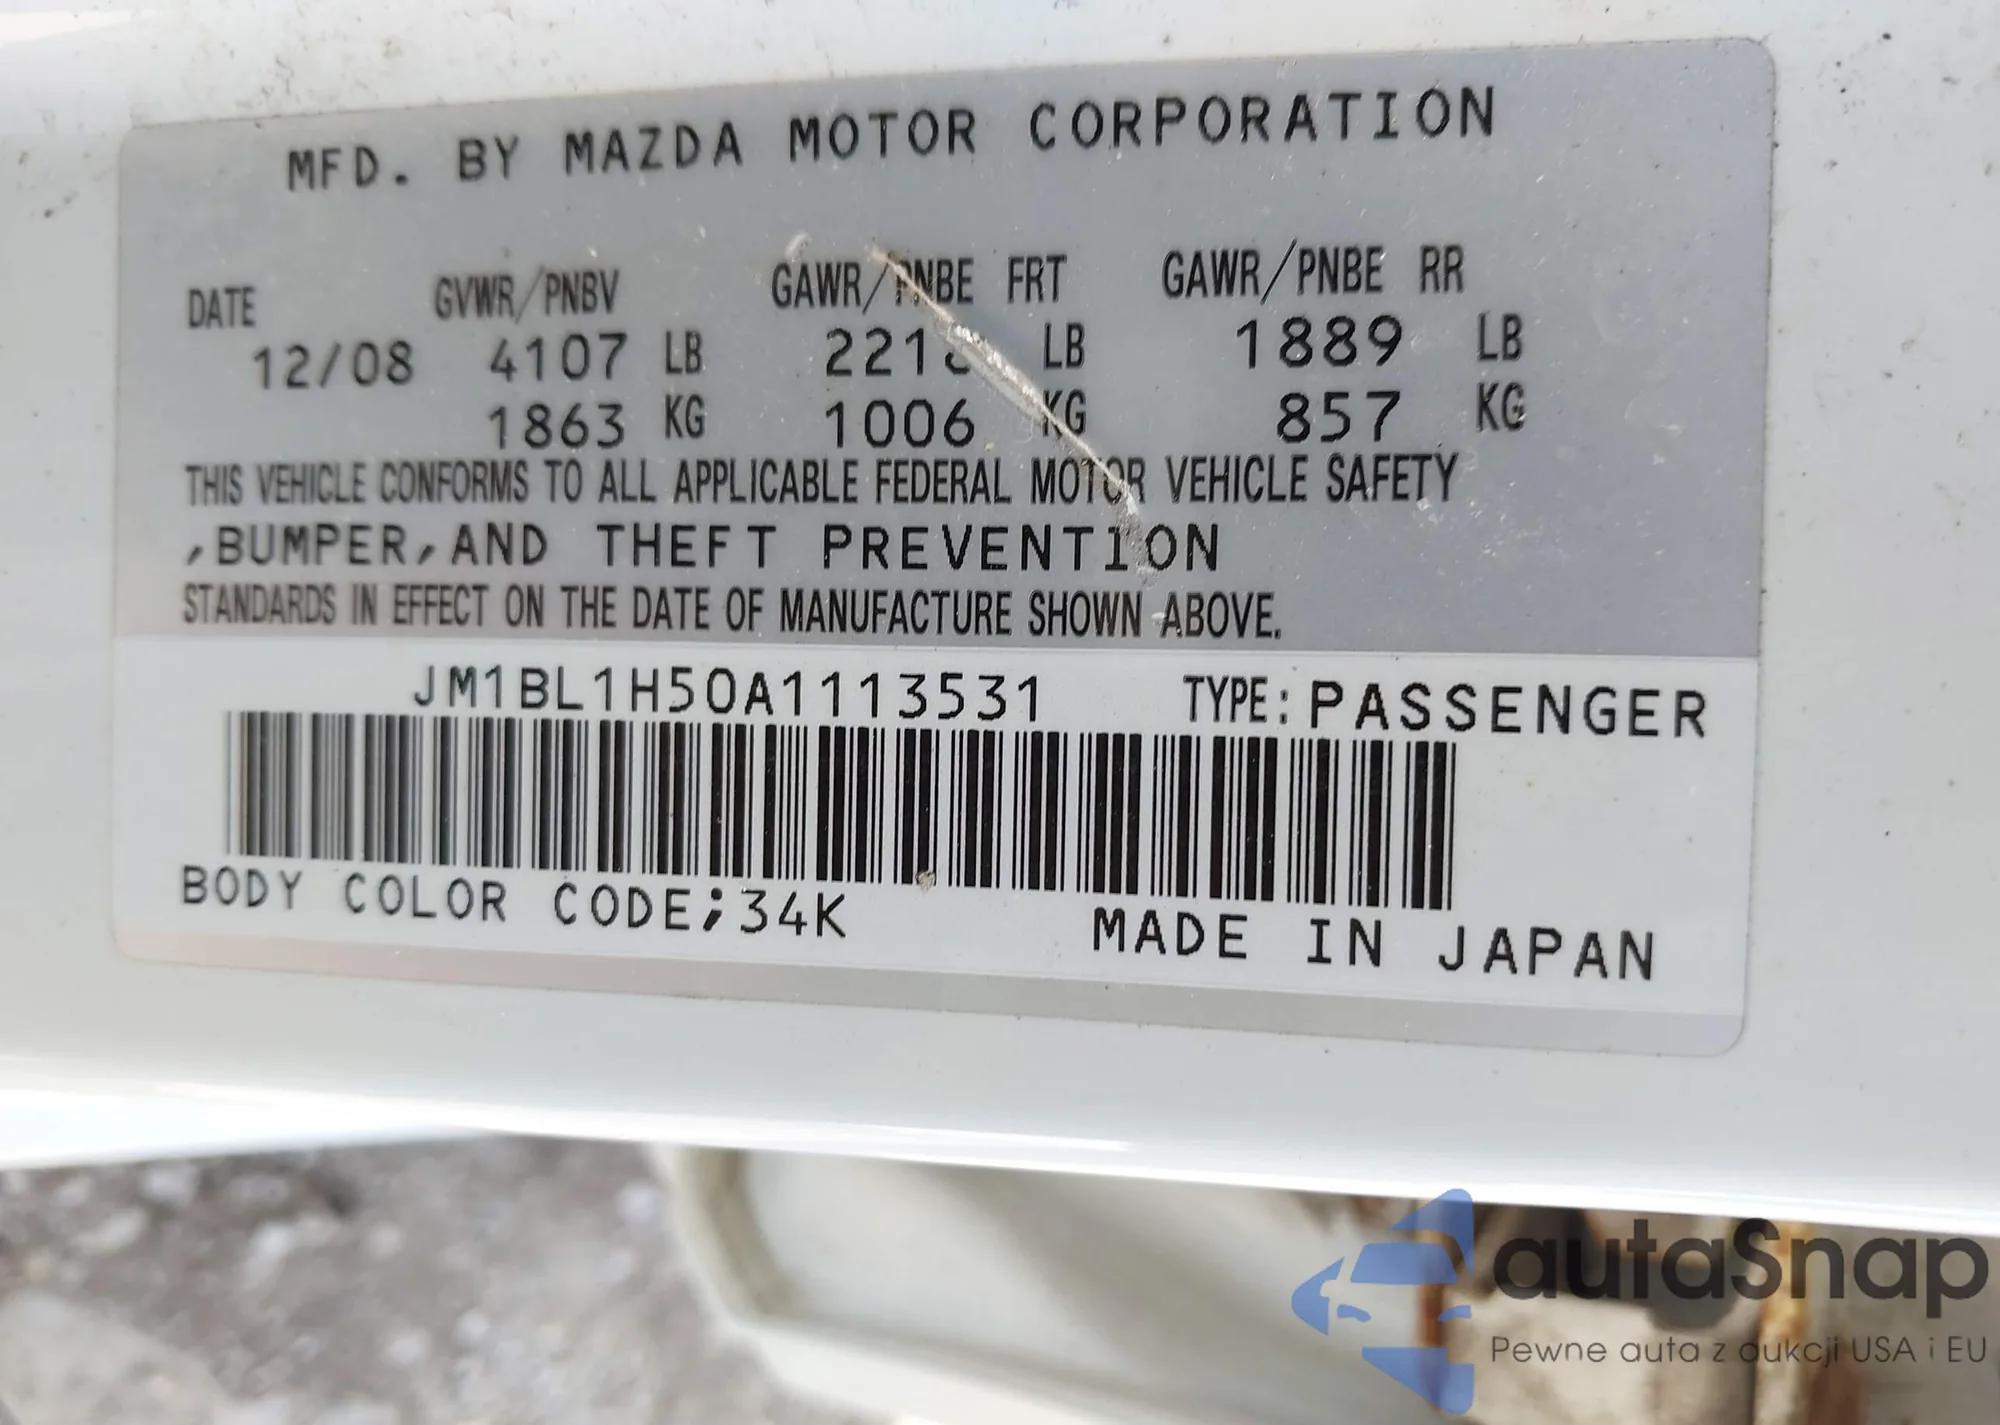 MFD. BY MAZDA MOTOR CORPORATION
DATE GVWR/PNBV GAWR/PNBE FRT GAWR/PNBE RR
12/08 4107 LB LB 1889 LB
1863 KG 1006 KG 857 KG
THIS VEHICLE CONFORMS TO ALL APPLICABLE FEDERAL MOTOR VEHICLE SAFETY
,BUMPER,AND THEFT PREVENTION
STANDARDS IN EFFECT ON THE DATE OF MANUFACTURE SHOWN ABOVE.
JM1BL1H50A1113531 TYPE: PASSENGER
BODY COLOR CODE;34K MADE IN JAPAN
autaSnap
Pewne auta z aukcji USA i EU